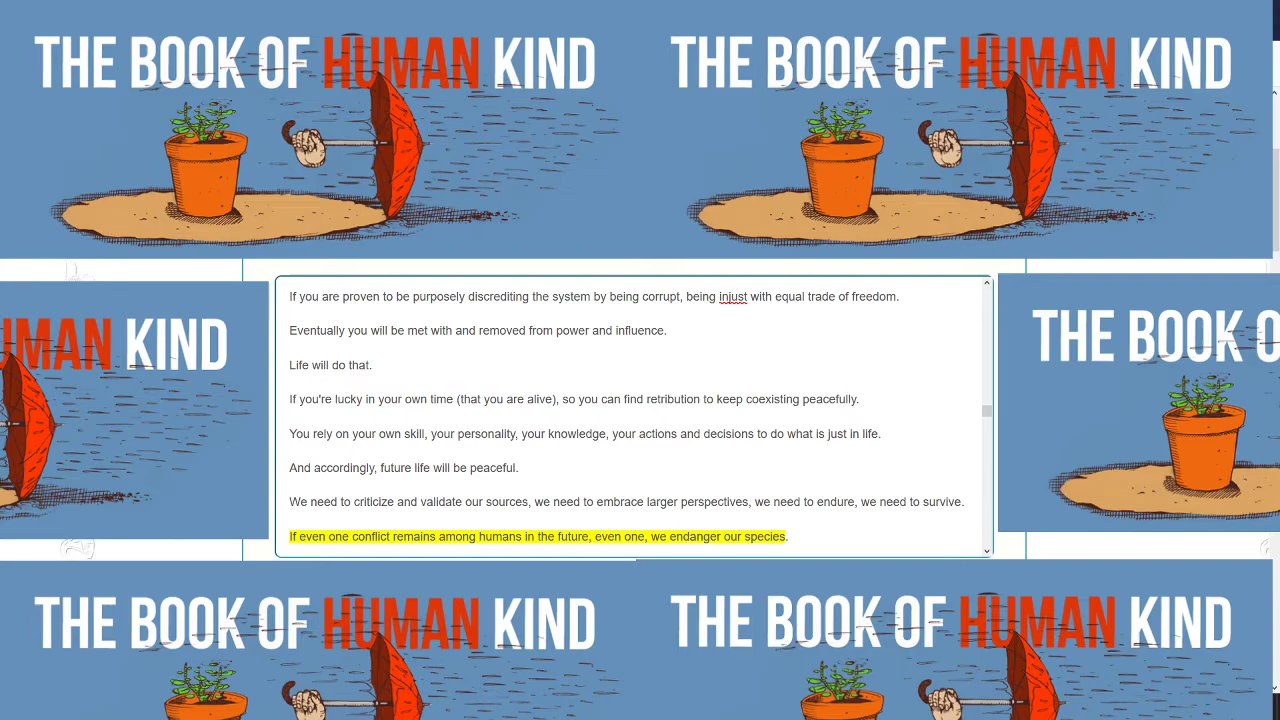 THE BOOK OF HUMAN KIND
THE BOOK OF HUMAN KIND
If you are proven to be purposely discrediting the system by being corrupt, being injust with equal trade of freedom.
Eventually you will be met with and removed from power and influence.
Life will do that.
If you're lucky in your own time (that you are alive), so you can find retribution to keep coexisting peacefully.
You rely on your own skill, your personality, your knowledge, your actions and decisions to do what is just in life.
And accordingly, future life will be peaceful.
We need to criticize and validate our sources, we need to embrace larger perspectives, we need to endure, we need to survive.
If even one conflict remains among humans in the future, even one, we endanger our species.
UMAN KIND
THE BOOK O
THE BOOK OF HUMAN KIND
THE BOOK OF HUMAN KIND